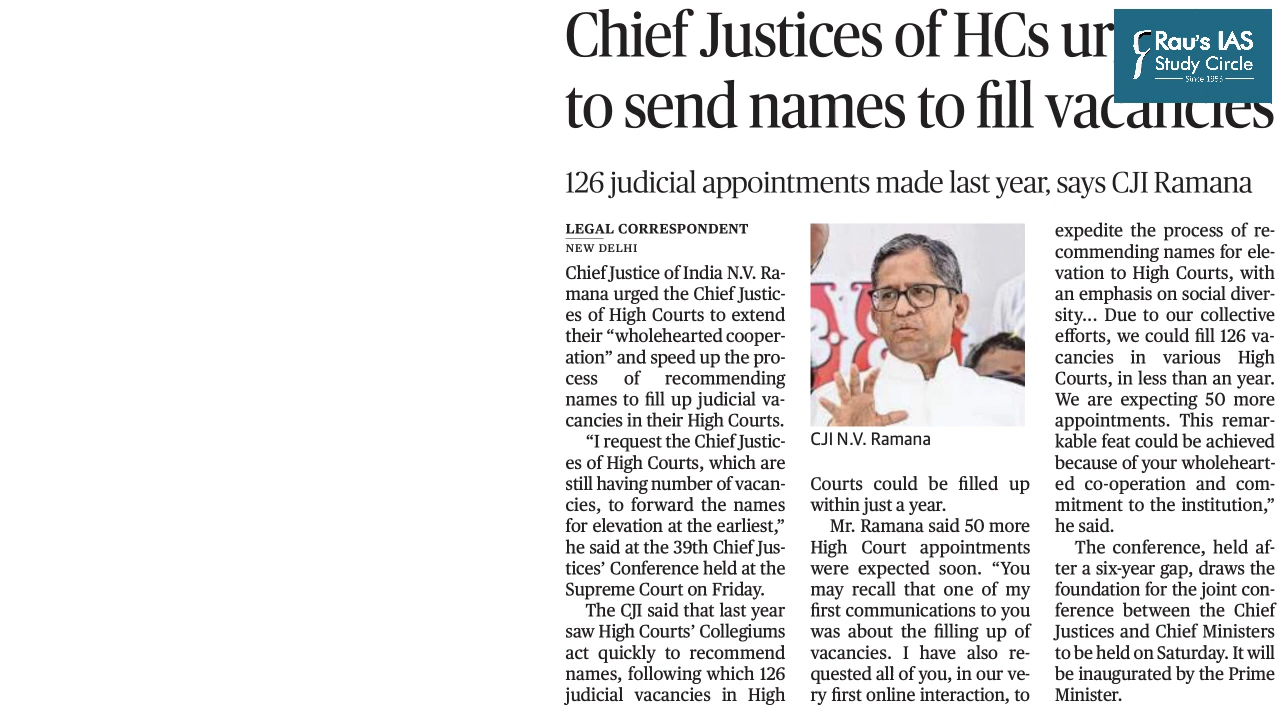 Chief Justices of HCs
to send names to fill vacancies
Rau's IAS
Study Circle
Since 1953
126 judicial appointments made last year, says CJI Ramana
LEGAL CORRESPONDENT
NEW DELHI
Chief Justice of India N.V. Ra-
mana urged the Chief Justic-
es of High Courts to extend
their “wholehearted cooper-
ation” and speed up the pro-
cess of recommending
names to fill up judicial va-
cancies in their High Courts.
“I request the Chief Justic-
es of High Courts, which are
still having number of vacan-
cies, to forward the names
for elevation at the earliest,”
he said at the 39th Chief Jus-
tices’ Conference held at the
Supreme Court on Friday.
The CJI said that last year
saw High Courts’ Collegiums
act quickly to recommend
names, following which 126
judicial vacancies in High
CJI N.V. Ramana
Courts could be filled up
within just a year.
Mr. Ramana said 50 more
High Court appointments
were expected soon. “You
may recall that one of my
first communications to you
was about the filling up of
vacancies. I have also re-
quested all of you, in our ve-
ry first online interaction, to
expedite the process of re-
commending names for ele-
vation to High Courts, with
an emphasis on social diver-
sity... Due to our collective
efforts, we could fill 126 va-
cancies in various High
Courts, in less than an year.
We are expecting 50 more
appointments. This remar-
kable feat could be achieved
because of your wholeheart-
ed co-operation and com-
mitment to the institution,”
he said.
The conference, held af-
ter a six-year gap, draws the
foundation for the joint con-
ference between the Chief
Justices and Chief Ministers
to be held on Saturday. It will
be inaugurated by the Prime
Minister.